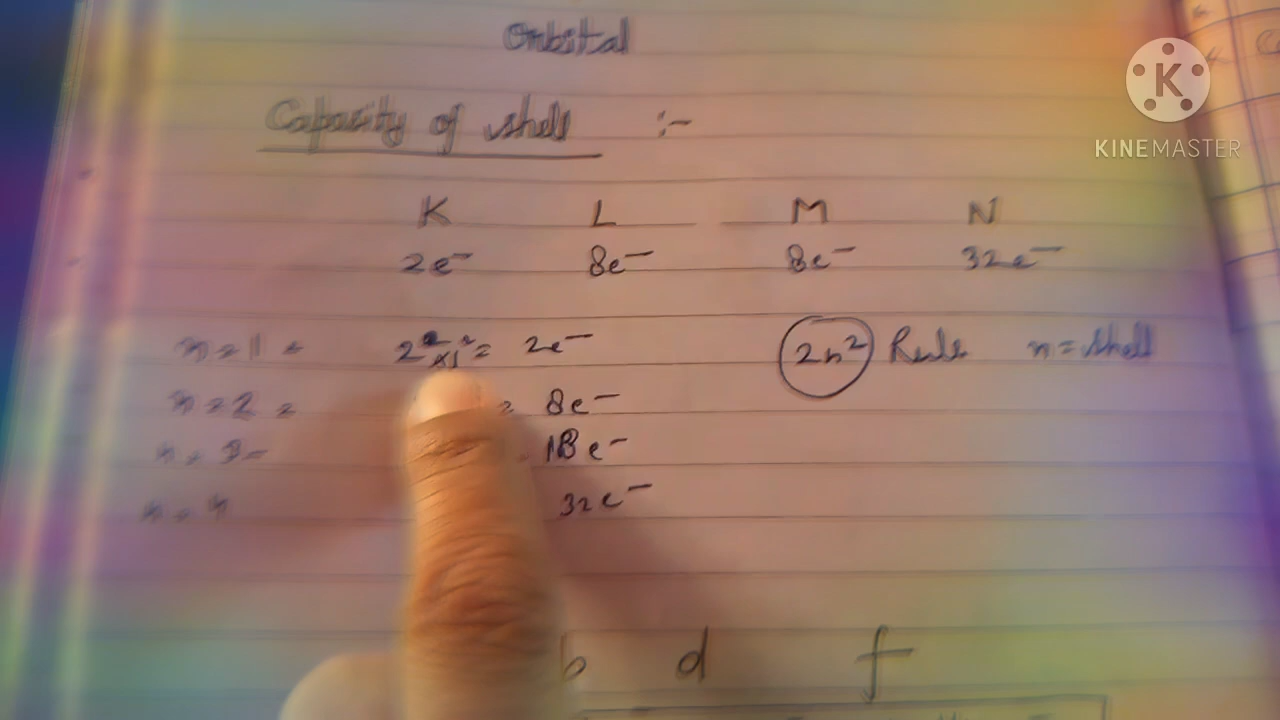 Orbital
K
KINEMASTER
Capacity of shell :-
K L M N
2e⁻ 8e⁻ 8e⁻ 32e⁻
n = 1 = 2×1² = 2e⁻ 2n² Rule n = shell
n = 2 = = 8e⁻
n = 3 = 18e⁻
n = 4 32e⁻
p d f